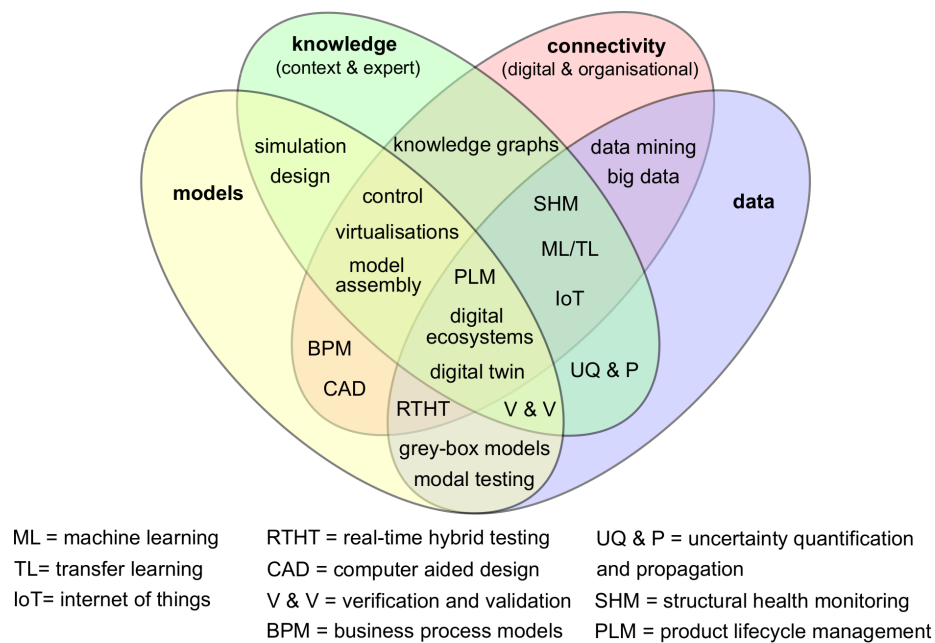 knowledge
(context & expert)
connectivity
(digital & organisational)
models
data
simulation
design
knowledge graphs
data mining
big data
control
virtualisations
model
assembly
SHM
ML/TL
IoT
PLM
digital
ecosystems
digital twin
BPM
CAD
UQ & P
RTHT
V & V
grey-box models
modal testing
ML = machine learning
TL= transfer learning
IoT= internet of things
RTHT = real-time hybrid testing
CAD = computer aided design
V & V = verification and validation
BPM = business process models
UQ & P = uncertainty quantification
and propagation
SHM = structural health monitoring
PLM = product lifecycle management